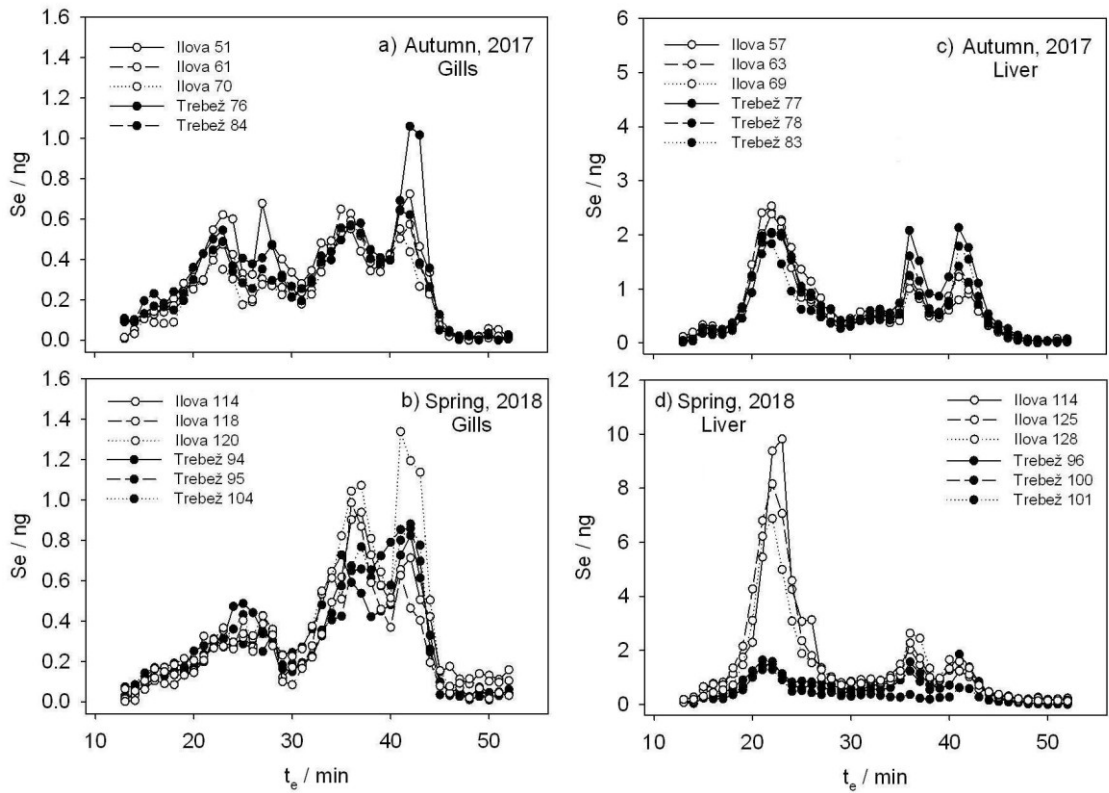 1.6
1.4
1.2
1.0
0.8
0.6
0.4
0.2
0.0
Se / ng
Ilova 51
Ilova 61
Ilova 70
Trebež 76
Trebež 84
a) Autumn, 2017
Gills
6
5
4
3
2
1
0
Se / ng
Ilova 57
Ilova 63
Ilova 69
Trebež 77
Trebež 78
Trebež 83
c) Autumn, 2017
Liver
1.6
1.4
1.2
1.0
0.8
0.6
0.4
0.2
0.0
Se / ng
Ilova 114
Ilova 118
Ilova 120
Trebež 94
Trebež 95
Trebež 104
b) Spring, 2018
Gills
10 20 30 40 50
te / min
12
10
8
6
4
2
0
Se / ng
d) Spring, 2018
Liver
Ilova 114
Ilova 125
Ilova 128
Trebež 96
Trebež 100
Trebež 101
10 20 30 40 50
te / min